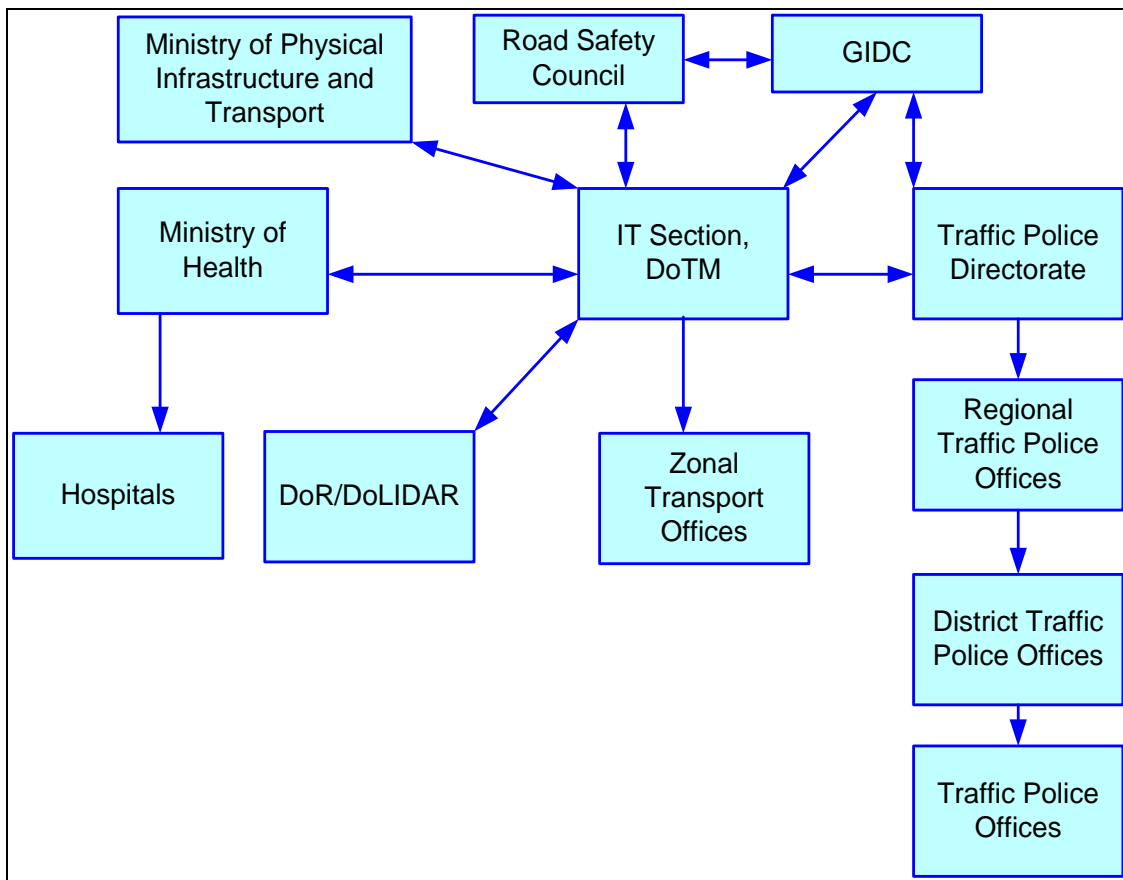 Ministry of Physical
Infrastructure and
Transport
Road Safety
Council
GIDC
Ministry of
Health
IT Section,
DoTM
Traffic Police
Directorate
Hospitals
DoR/DoLIDAR
Zonal
Transport
Offices
Regional
Traffic Police
Offices
District Traffic
Police Offices
Traffic Police
Offices